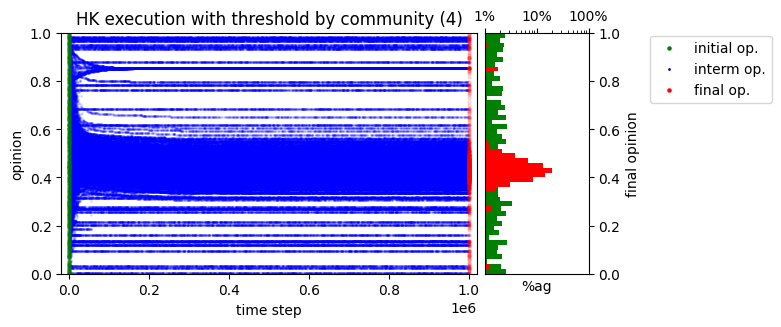 HK execution with threshold by community (4)
1% 10% 100%
1.0 1.0
0.8 0.8
0.6 0.6
0.4 0.4
0.2 0.2
0.0 0.0
opinion
final opinion
0.0 0.2 0.4 0.6 0.8 1.0
1e6
time step
%ag
initial op.
interm op.
final op.